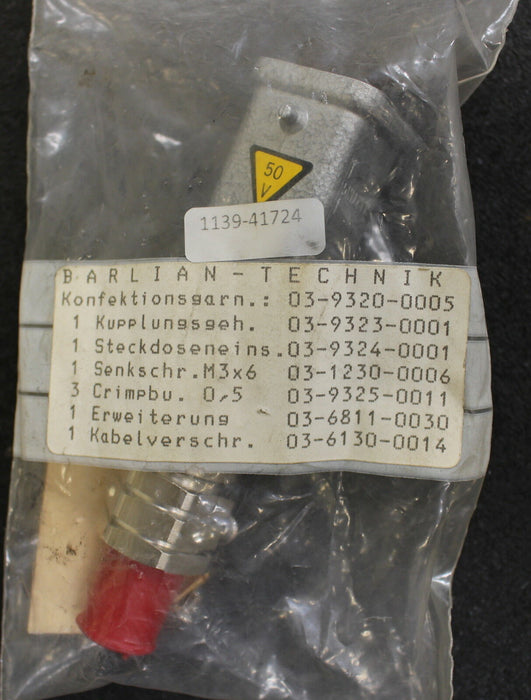 50
V
1139-41724
BARLIAN-TECHNIK
Konfektionsgarn.: 03-9320-0005
1 Kupplungsgeh. 03-9323-0001
1 Steckdoseneins. 03-9324-0001
1 Senkschr. M3x6 03-1230-0006
3 Crimpbu. 0,5 03-9325-0011
1 Erweiterung 03-6811-0030
1 Kabelverschr. 03-6130-0014